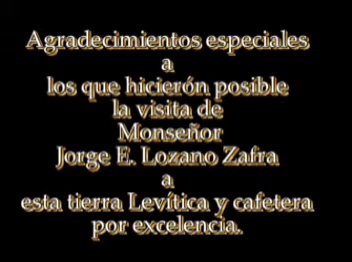 Agradecimientos especiales
a
los que hicierón posible
la visita de
Monseñor
Jorge E. Lozano Zafra
a
esta tierra Levítica y cafetera
por excelencia.